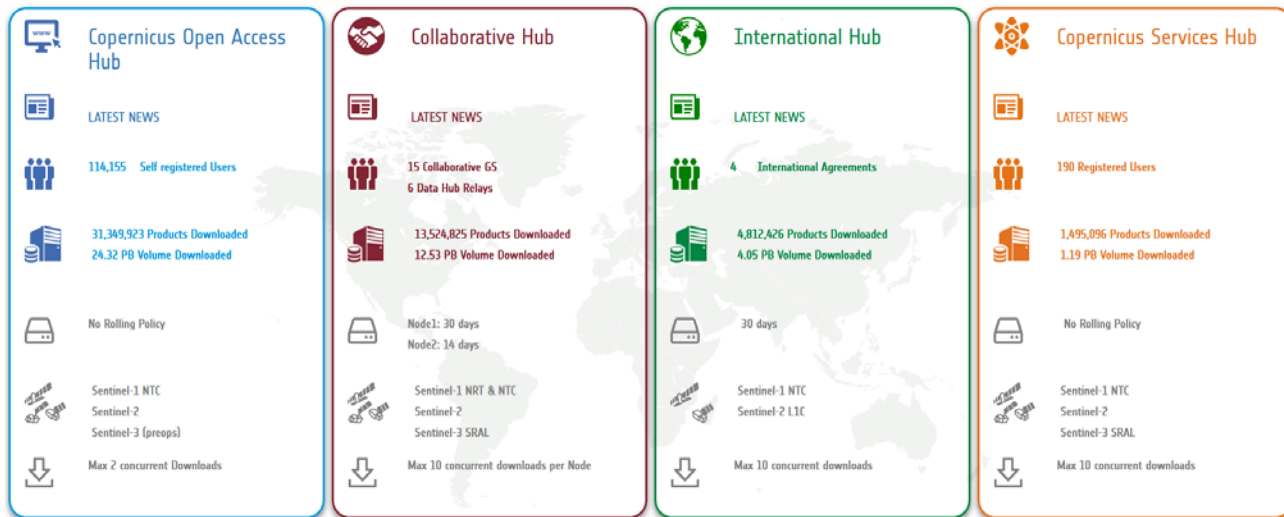 www
Copernicus Open Access
Hub
LATEST NEWS
114,155 Self registered Users
31,349,923 Products Downloaded
24.32 PB Volume Downloaded
No Rolling Policy
Sentinel-1 NTC
Sentinel-2
Sentinel-3 (preops)
Max 2 concurrent Downloads
Collaborative Hub
LATEST NEWS
15 Collaborative GS
6 Data Hub Relays
13,524,825 Products Downloaded
12.53 PB Volume Downloaded
Node1: 30 days
Node2: 14 days
Sentinel-1 NRT & NTC
Sentinel-2
Sentinel-3 SRAL
Max 10 concurrent downloads per Node
International Hub
LATEST NEWS
4 International Agreements
4,812,426 Products Downloaded
4.05 PB Volume Downloaded
30 days
Sentinel-1 NTC
Sentinel-2 L1C
Max 10 concurrent downloads
Copernicus Services Hub
LATEST NEWS
190 Registered Users
1,495,096 Products Downloaded
1.19 PB Volume Downloaded
No Rolling Policy
Sentinel-1 NTC
Sentinel-2
Sentinel-3 SRAL
Max 10 concurrent downloads